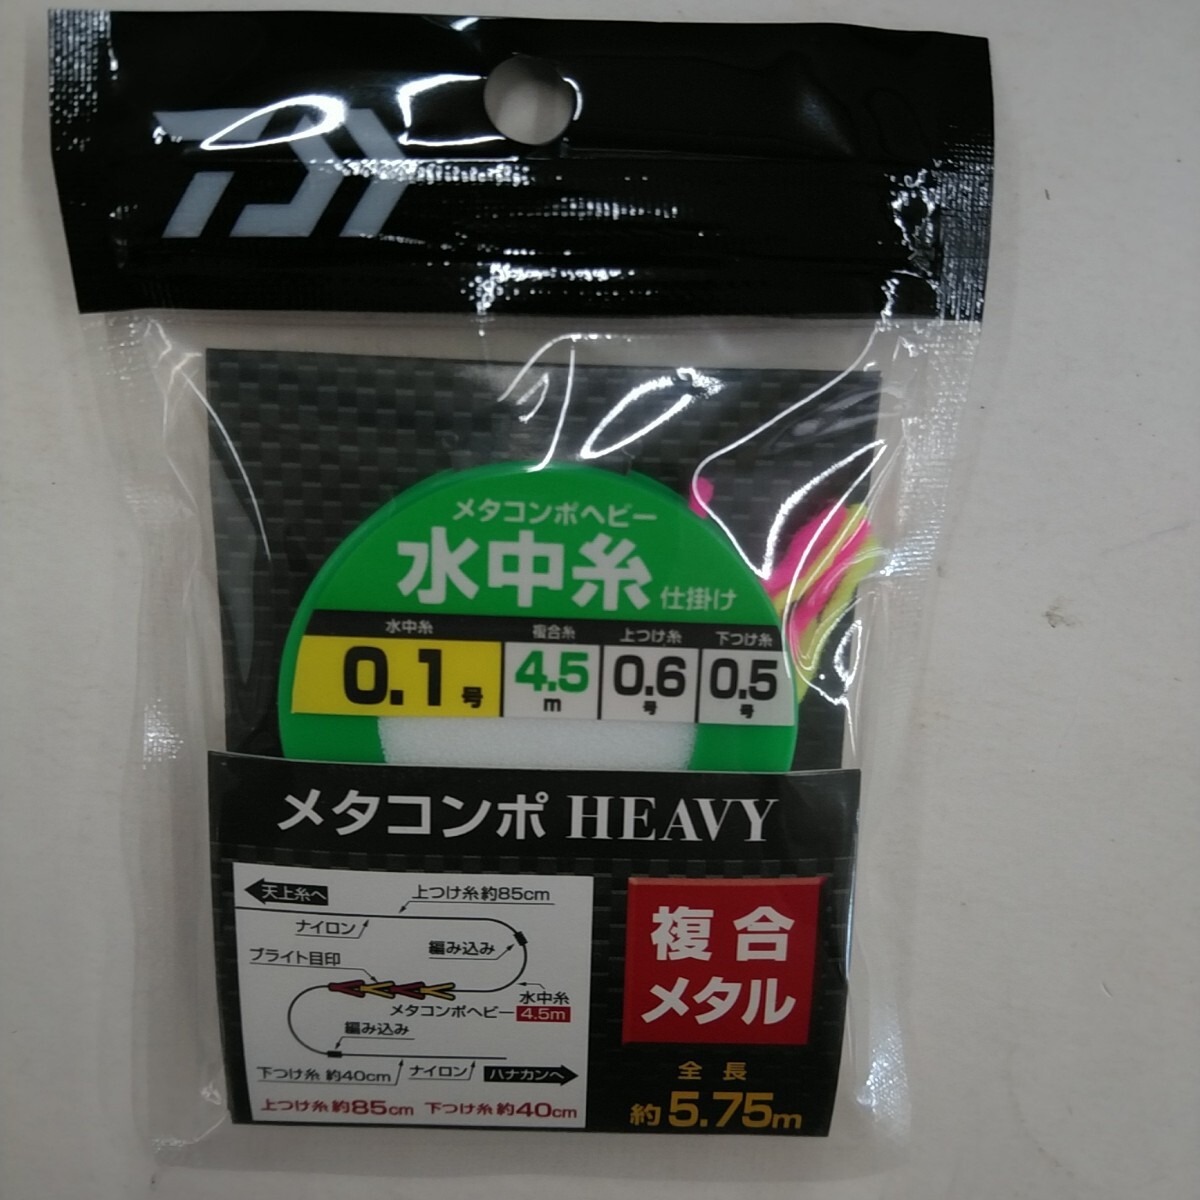 メタコンポヘビー
水中糸 仕掛け
水中糸 複合糸 上つけ糸 下つけ糸
0.1号 4.5m 0.6号 0.5号
メタコンポ HEAVY
天上糸へ 上つけ糸約85cm
ナイロン 編み込み
ブライト目印
水中糸
メタコンポヘビー 4.5m
編み込み
下つけ糸 約40cm ナイロン ハナカンへ
上つけ糸約85cm 下つけ糸約40cm
複合
メタル
全長
約5.75m